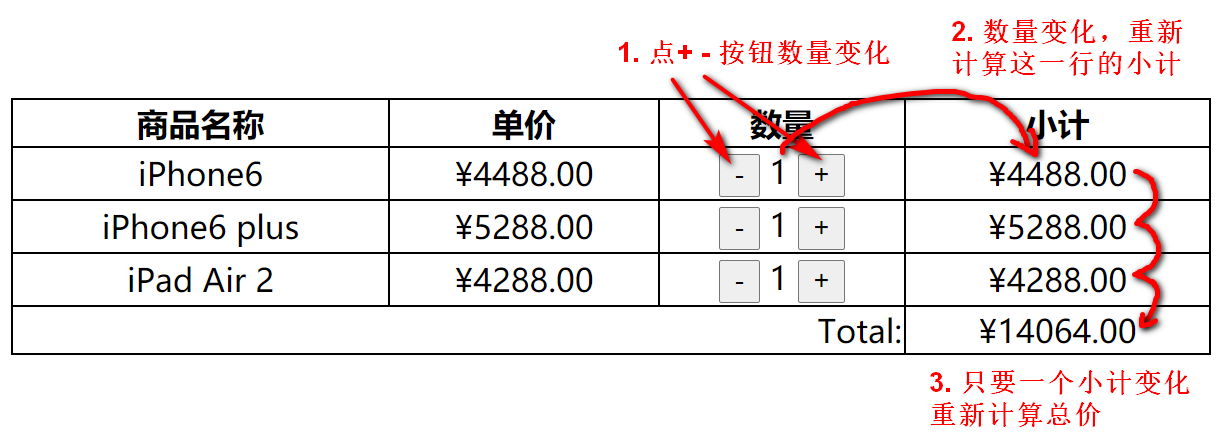 1. 点+ - 按钮数量变化
2. 数量变化，重新
计算这一行的小计
商品名称 单价 数量 小计
iPhone6 ¥4488.00 - 1 + ¥4488.00
iPhone6 plus ¥5288.00 - 1 + ¥5288.00
iPad Air 2 ¥4288.00 - 1 + ¥4288.00
Total: ¥14064.00
3. 只要一个小计变化
重新计算总价